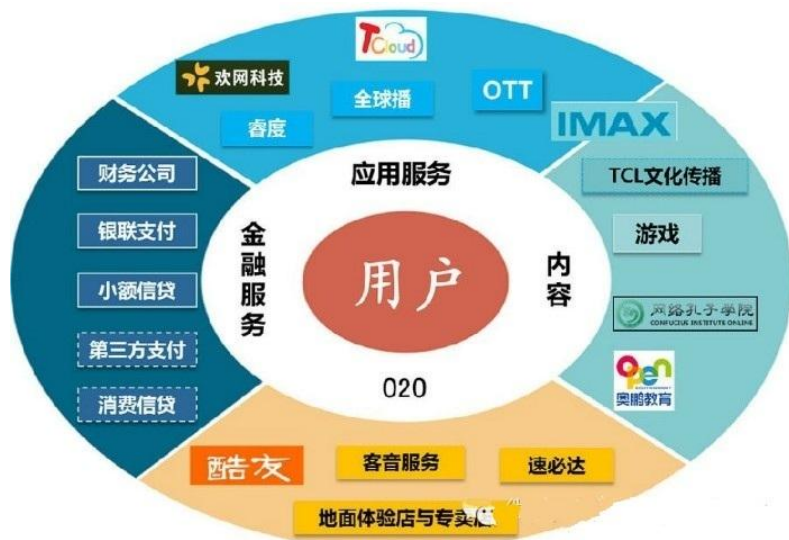 TCloud
欢网科技
全球播
OTT
睿度
IMAX
财务公司
应用服务
TCL文化传播
银联支付
金融服务
用户
内容
游戏
小额信贷
网络孔子学院
CONFUCIUS INSTITUTE ONLINE
第三方支付
open
奥鹏教育
消费信贷
O2O
酷友
客音服务
速必达
地面体验店与专卖店